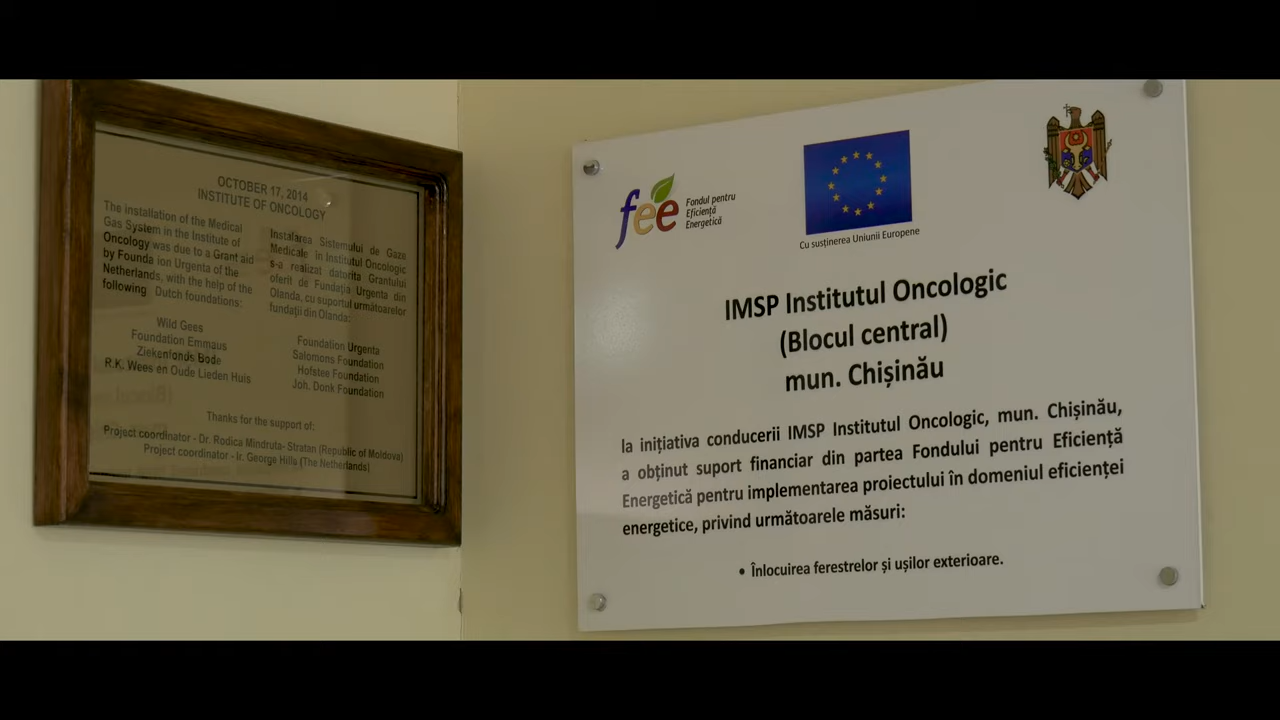 OCTOBER 17, 2014
INSTITUTE OF ONCOLOGY
The installation of the Medical
Gas System in the Institute of
Oncology was due to a Grant aid
by Founda ion Urgenta of the
Netherlands, with the help of the
following Dutch foundations:
Wild Gees
Foundation Emmaus
Ziekenfonds Bode
R.K. Wees en Oude Lieden Huis
Instalarea Sistemului de Gaze
Medicale în Institutul Oncologic
s-a realizat datorita Grantului
oferit de Fundaţia Urgenta din
Olanda, cu suportul următoarelor
fundaţii din Olanda:
Foundation Urgenta
Salomons Foundation
Hofstee Foundation
Joh. Donk Foundation
Thanks for the support of:
Project coordinator - Dr. Rodica Mindruta- Stratan (Republic of Moldova)
Project coordinator - Ir. George Hills (The Netherlands)
fee
Fondul pentru
Eficiență
Energetică
Cu susținerea Uniunii Europene
IMSP Institutul Oncologic
(Blocul central)
mun. Chișinău
la inițiativa conducerii IMSP Institutul Oncologic, mun. Chișinău,
a obținut suport financiar din partea Fondului pentru Eficiență
Energetică pentru implementarea proiectului în domeniul eficienței
energetice, privind următoarele măsuri:
• Înlocuirea ferestrelor și ușilor exterioare.